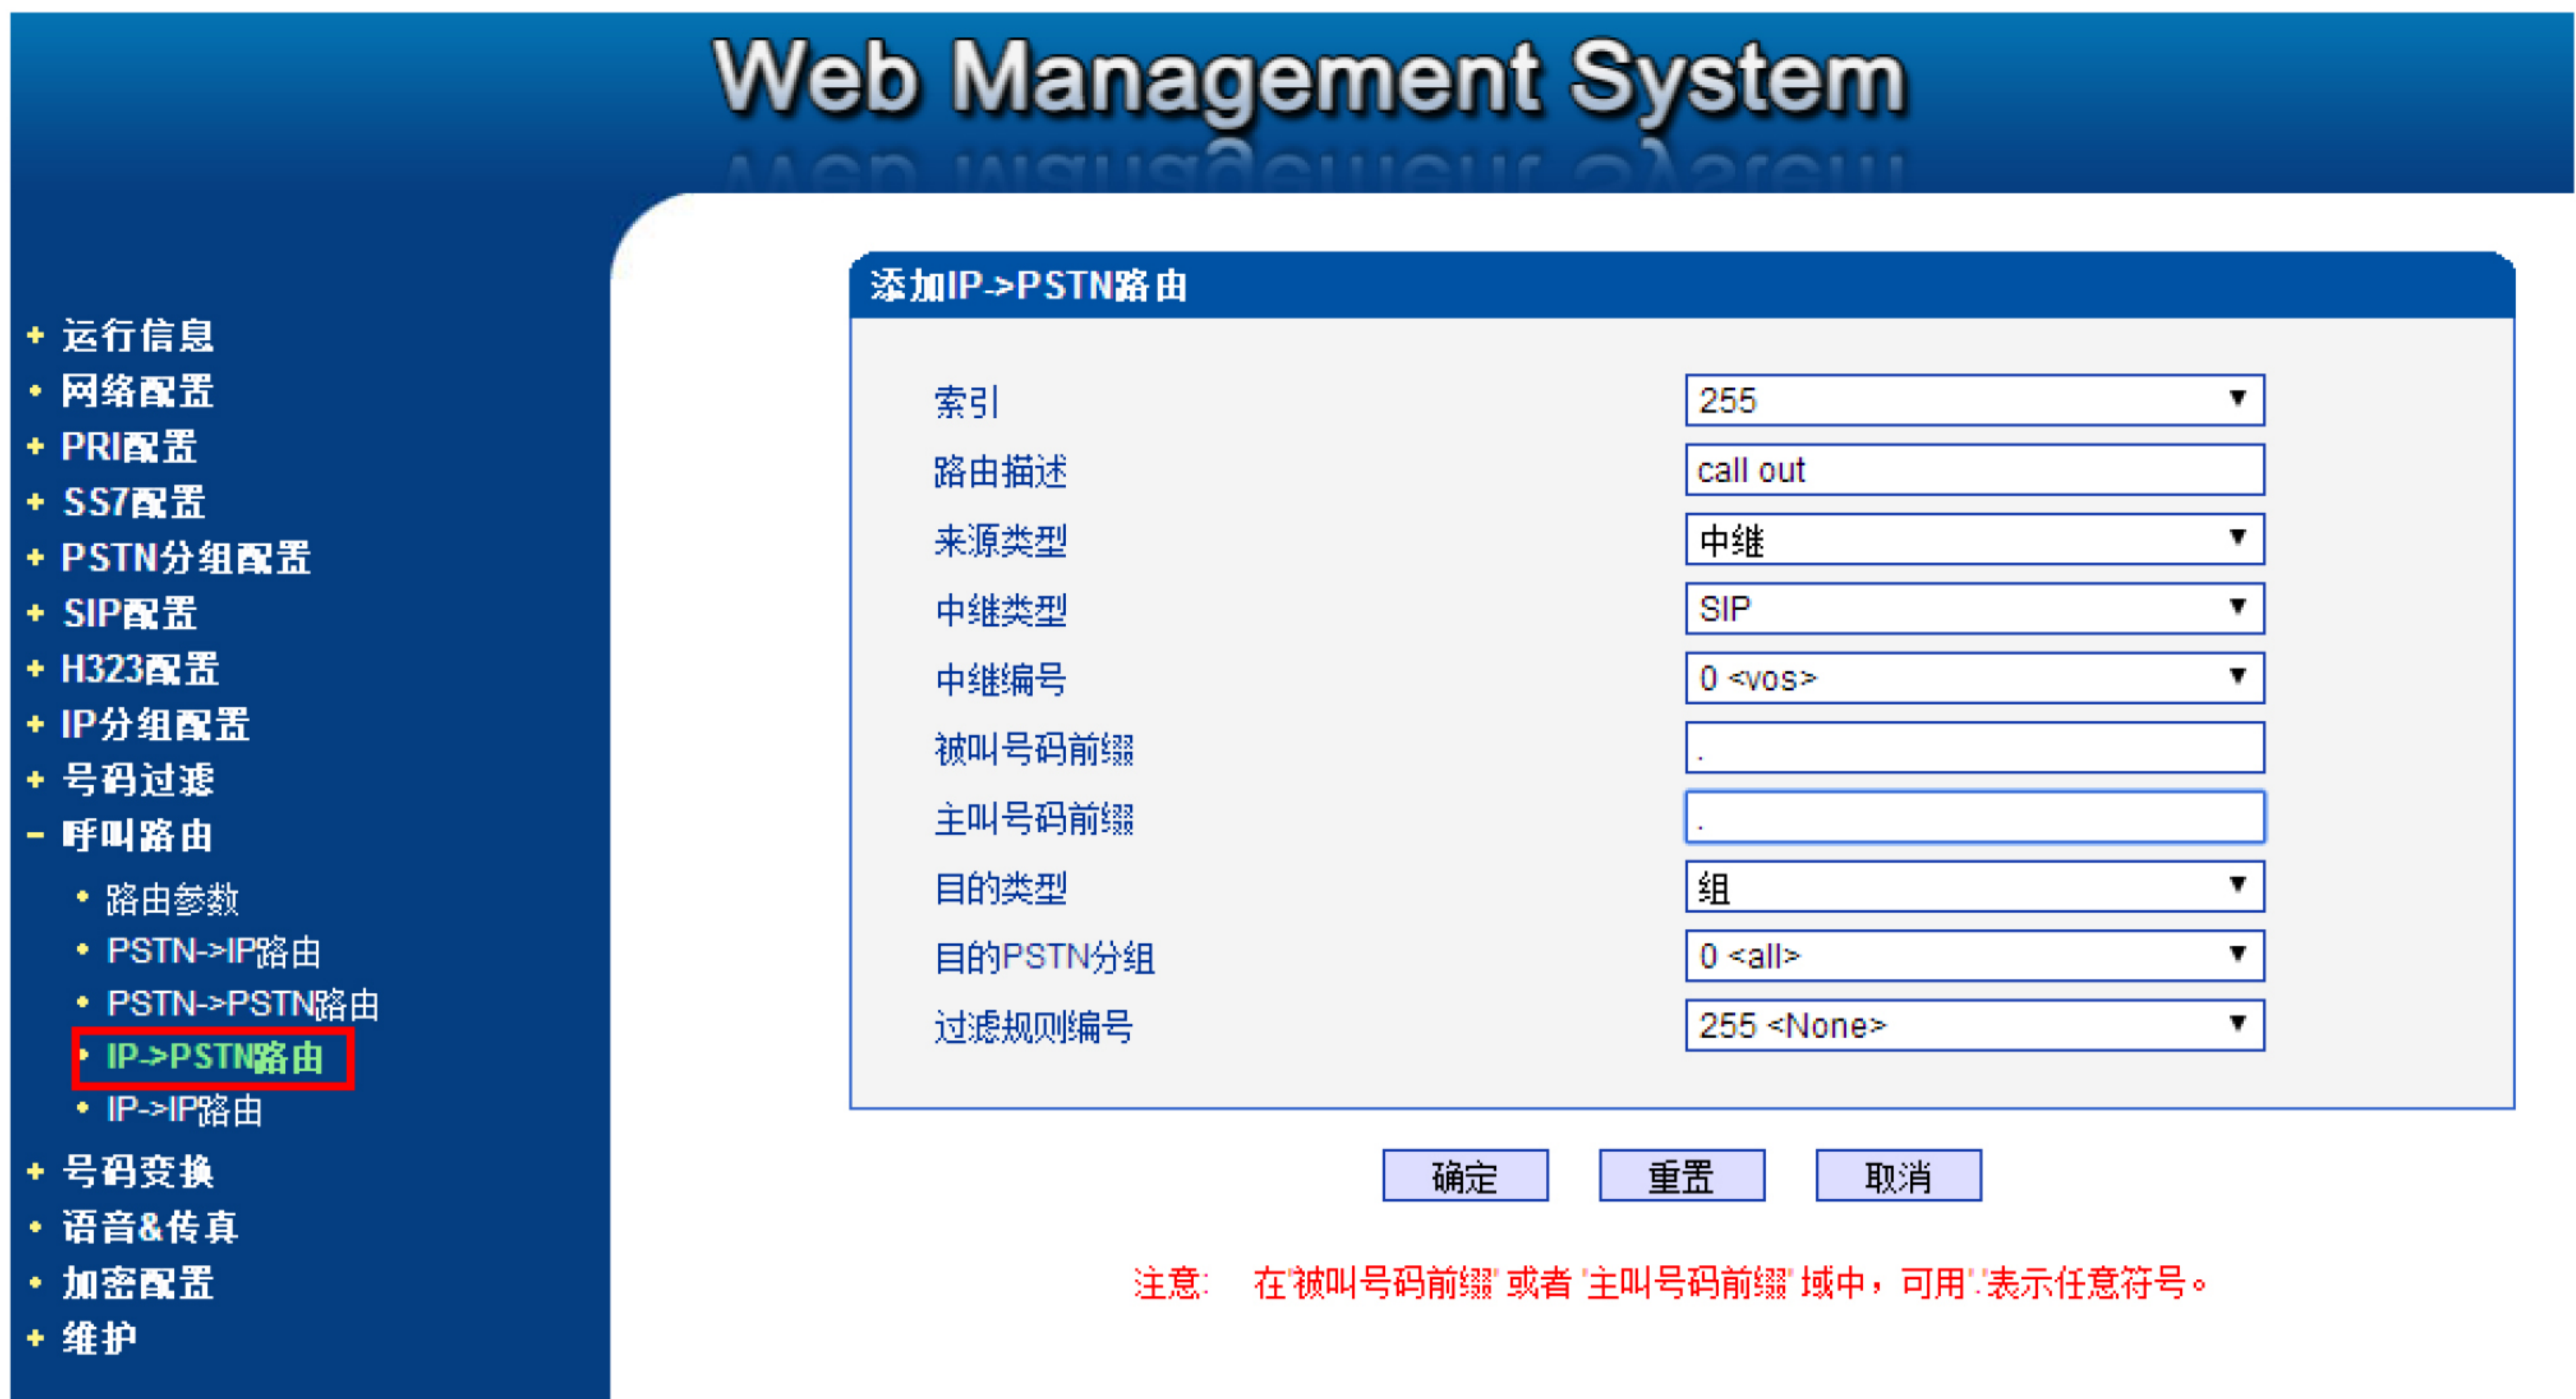 Web Management System
运行信息
网络配置
PRI配置
SS7配置
PSTN分组配置
SIP配置
H323配置
IP分组配置
号码过滤
呼叫路由
路由参数
PSTN->IP路由
PSTN->PSTN路由
IP->PSTN路由
IP->IP路由
号码变换
语音&传真
加密配置
维护
添加IP->PSTN路由
索引 255
路由描述 call out
来源类型 中继
中继类型 SIP
中继编号 0 <vos>
被叫号码前缀 .
主叫号码前缀 .
目的类型 组
目的PSTN分组 0 <all>
过滤规则编号 255 <None>
确定 重置 取消
注意: 在'被叫号码前缀' 或者 '主叫号码前缀' 域中，可用'.'表示任意符号。